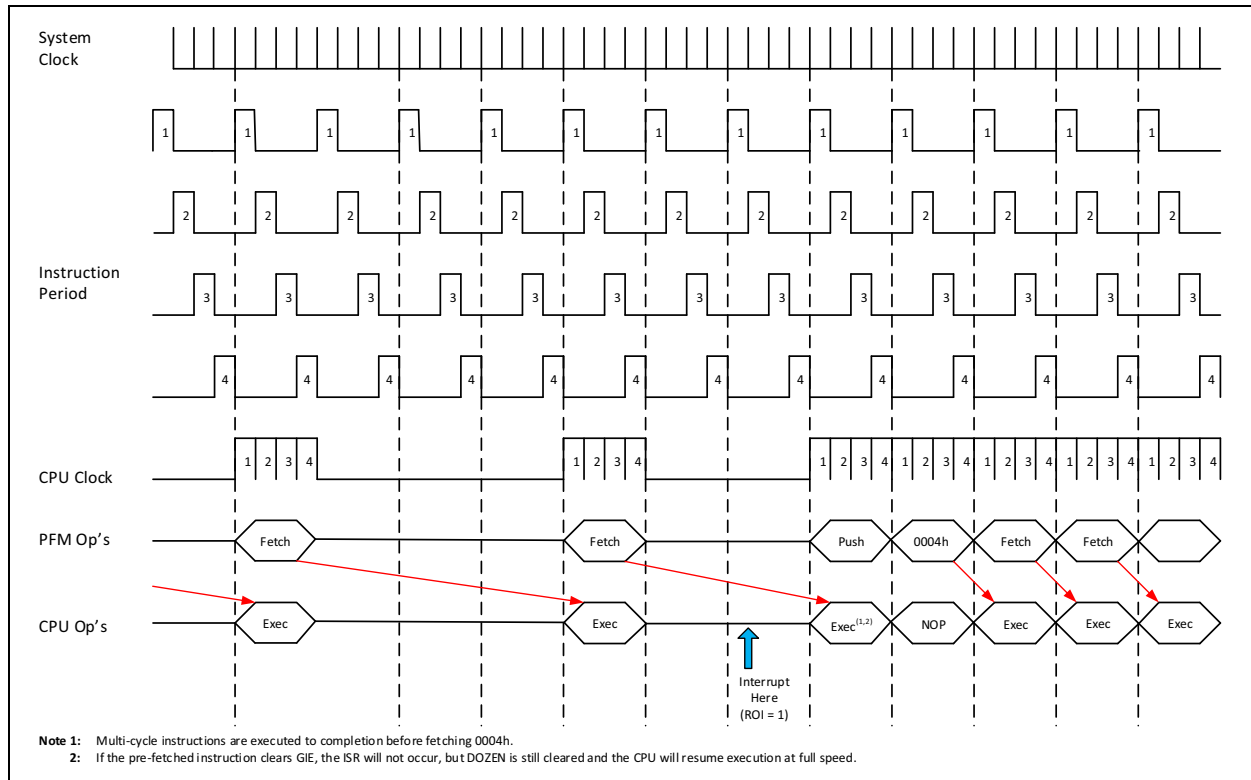 System
Clock
1 1 1 1 1 1 1 1 1 1 1 1 1
2 2 2 2 2 2 2 2 2 2 2 2 2
Instruction
Period
3 3 3 3 3 3 3 3 3 3 3 3 3
4 4 4 4 4 4 4 4 4 4 4 4 4
CPU Clock
1 2 3 4 1 2 3 4 1 2 3 4 1 2 3 4 1 2 3 4 1 2 3 4 1 2 3 4
PFM Op's
Fetch Fetch Push 0004h Fetch Fetch
CPU Op's
Exec Exec Exec(1,2) NOP Exec Exec Exec
Interrupt
Here
(ROI = 1)
Note 1: Multi-cycle instructions are executed to completion before fetching 0004h.
2: If the pre-fetched instruction clears GIE, the ISR will not occur, but DOZEN is still cleared and the CPU will resume execution at full speed.